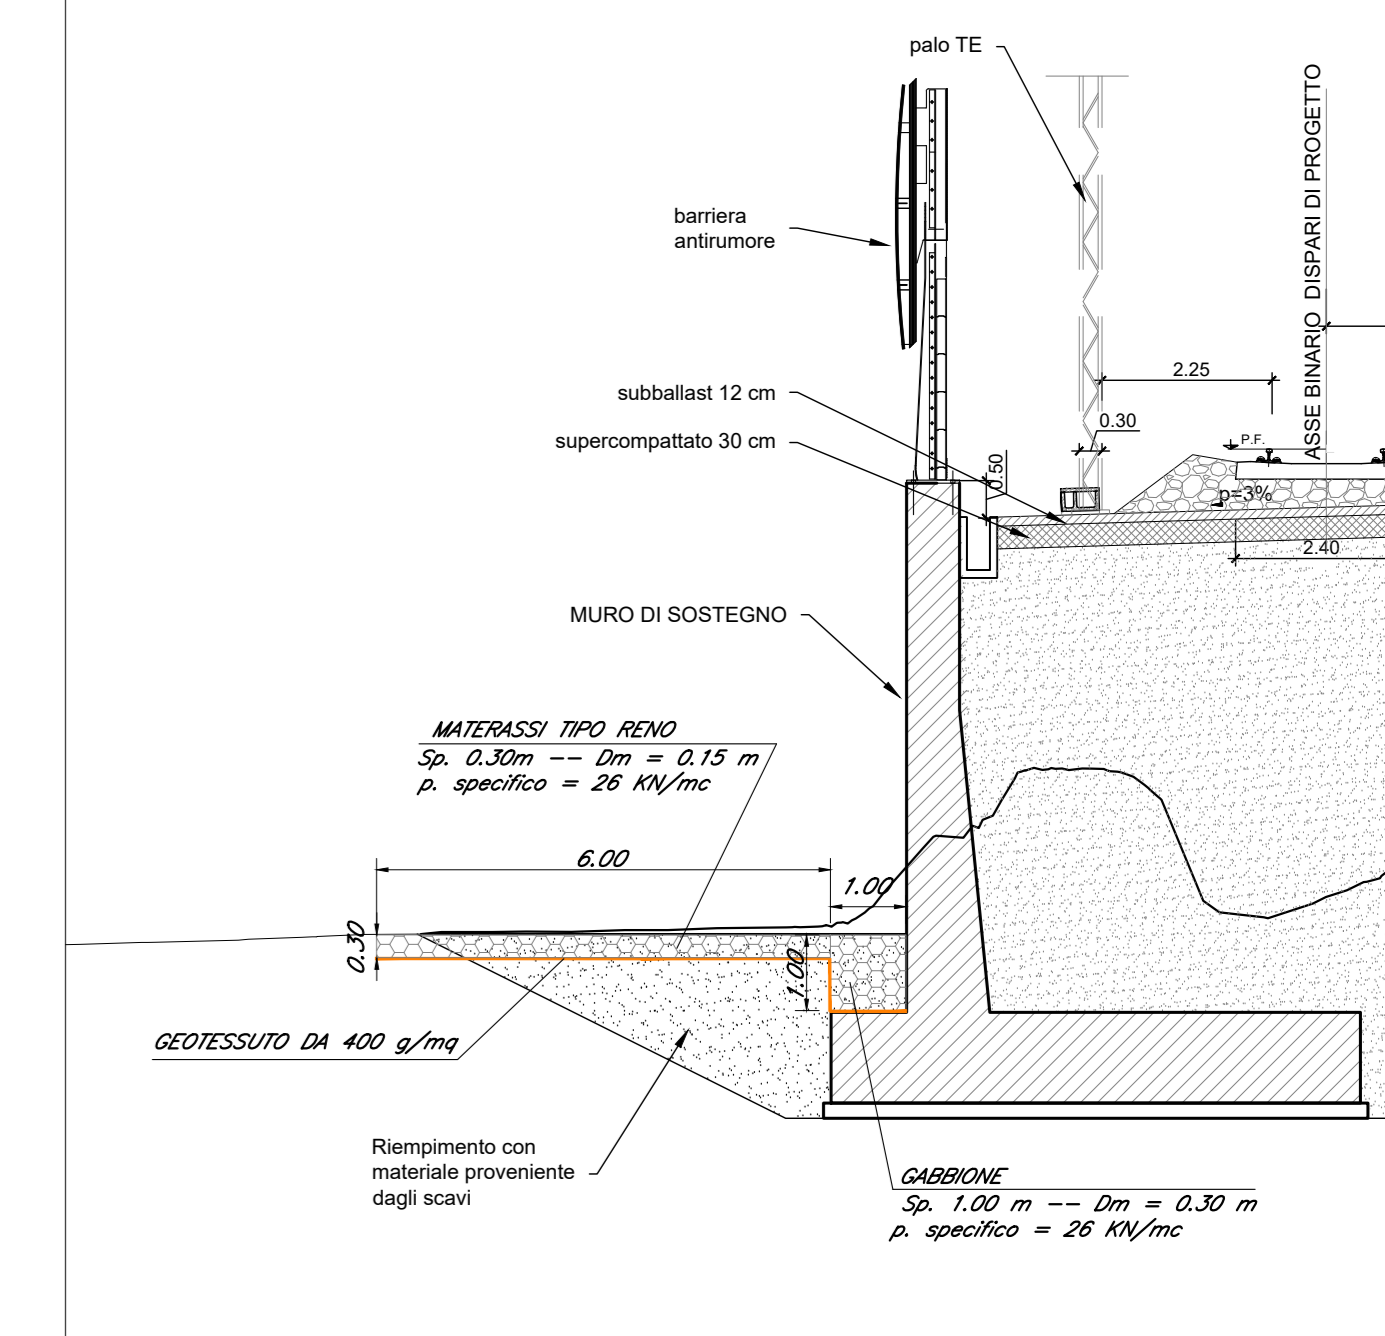 palo TE
ASSE BINARIO DISPARI DI PROGETTO
barriera
antirumore
2.25
subballast 12 cm
0.30
supercompattato 30 cm
P.F.
0.50
p=3%
2.40
MURO DI SOSTEGNO
MATERASSI TIPO RENO
Sp. 0.30m -- Dm = 0.15 m
p. specifico = 26 KN/mc
6.00
1.00
0.30
1.00
GEOTESSUTO DA 400 g/mq
Riempimento con
materiale proveniente
dagli scavi
GABBIONE
Sp. 1.00 m -- Dm = 0.30 m
p. specifico = 26 KN/mc